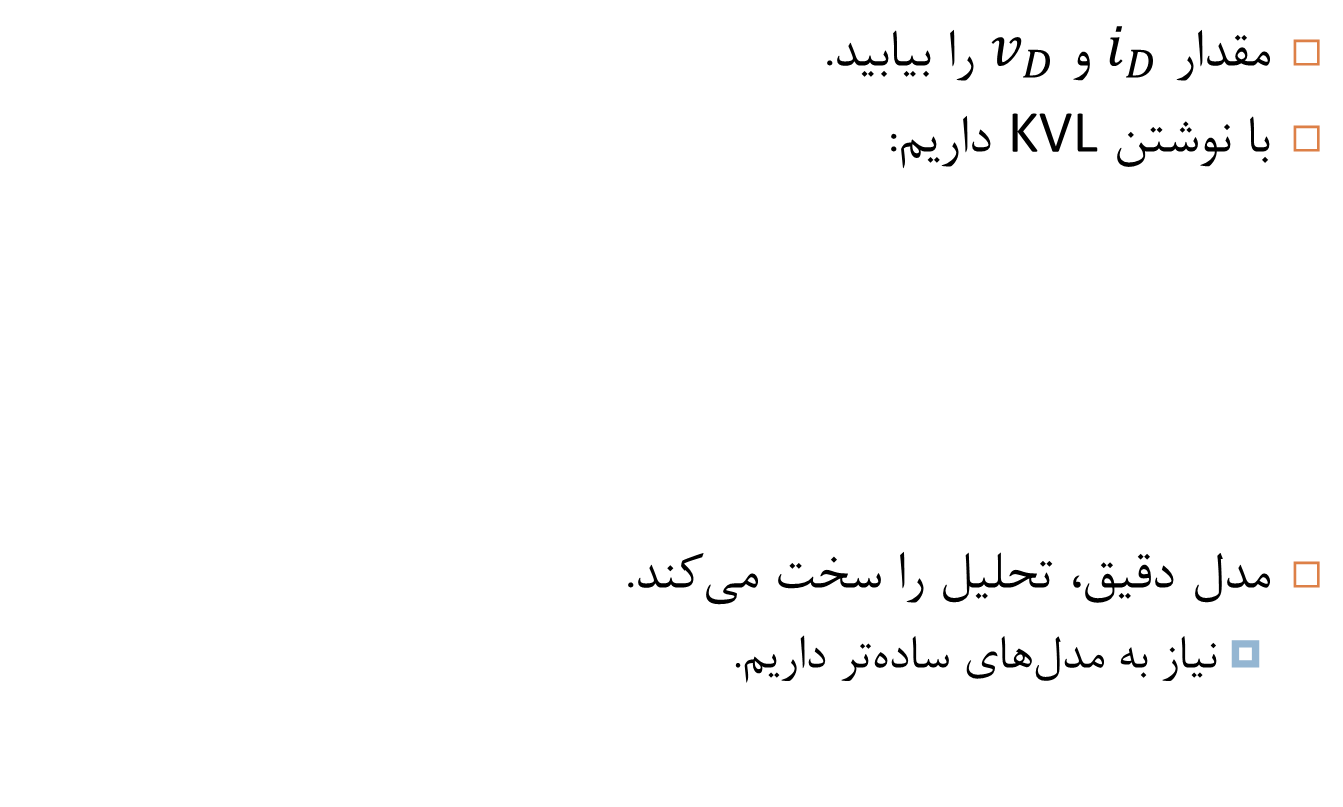 مقدار i_D و v_D را بیابید.
با نوشتن KVL داریم:
مدل دقیق، تحلیل را سخت می‌کند.
نیاز به مدل‌های ساده‌تر داریم.